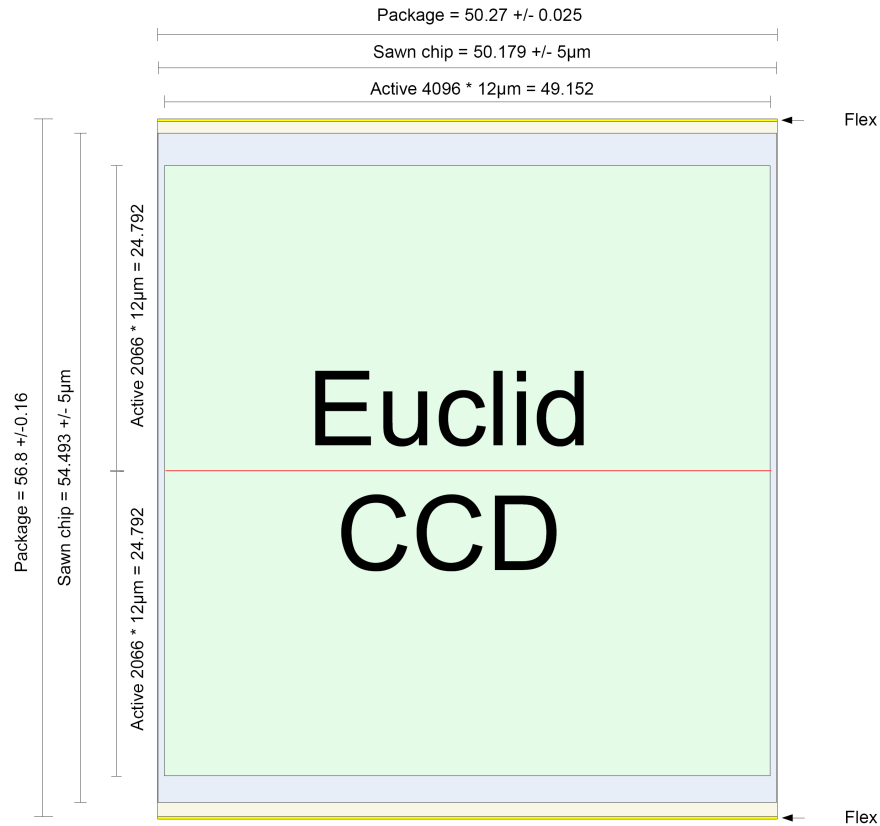 Package = 50.27 +/- 0.025
Sawn chip = 50.179 +/- 5µm
Active 4096 * 12µm = 49.152
Flex
Package = 56.8 +/-0.16
Sawn chip = 54.493 +/- 5µm
Active 2066 * 12µm = 24.792
Active 2066 * 12µm = 24.792
Euclid
CCD
Flex